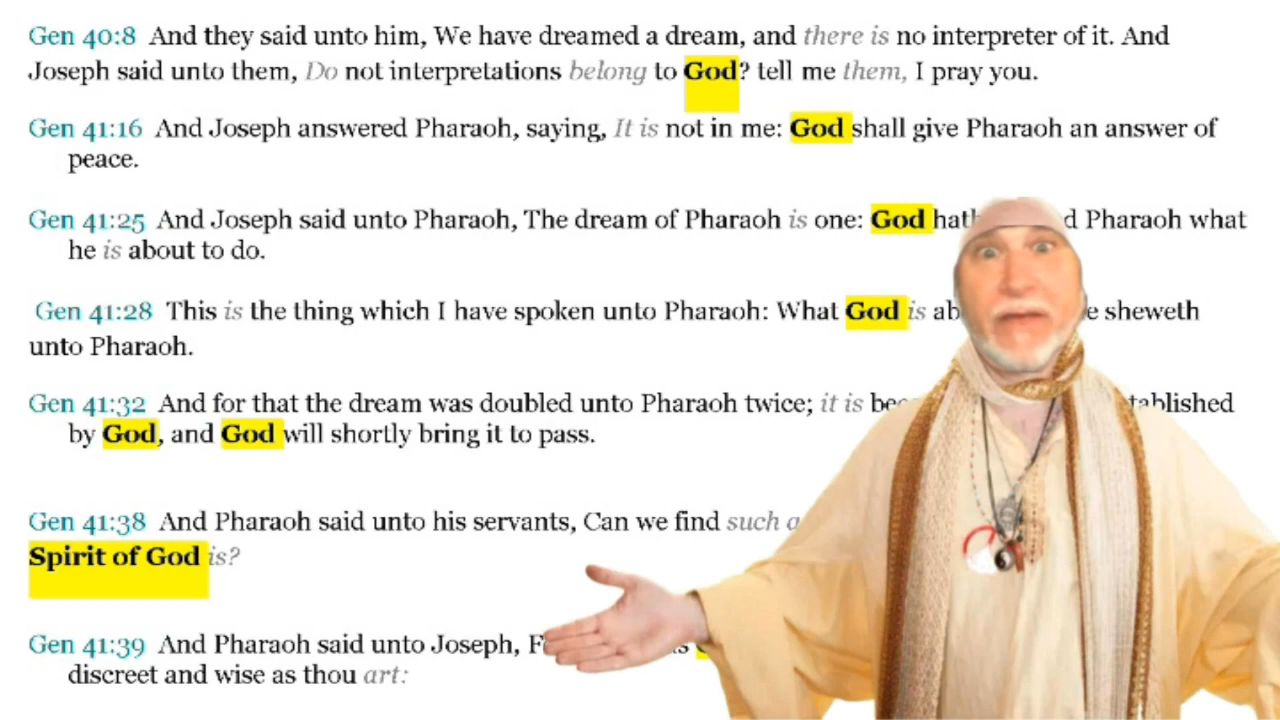 Gen 40:8 And they said unto him, We have dreamed a dream, and there is no interpreter of it. And
Joseph said unto them, Do not interpretations belong to God? tell me them, I pray you.
Gen 41:16 And Joseph answered Pharaoh, saying, It is not in me: God shall give Pharaoh an answer of
peace.
Gen 41:25 And Joseph said unto Pharaoh, The dream of Pharaoh is one: God hath Pharaoh what
he is about to do.
Gen 41:28 This is the thing which I have spoken unto Pharaoh: What God is sheweth
unto Pharaoh.
Gen 41:32 And for that the dream was doubled unto Pharaoh twice; it is
by God, and God will shortly bring it to pass.
Gen 41:38 And Pharaoh said unto his servants, Can we find such
Spirit of God is?
Gen 41:39 And Pharaoh said unto Joseph,
discreet and wise as thou art: